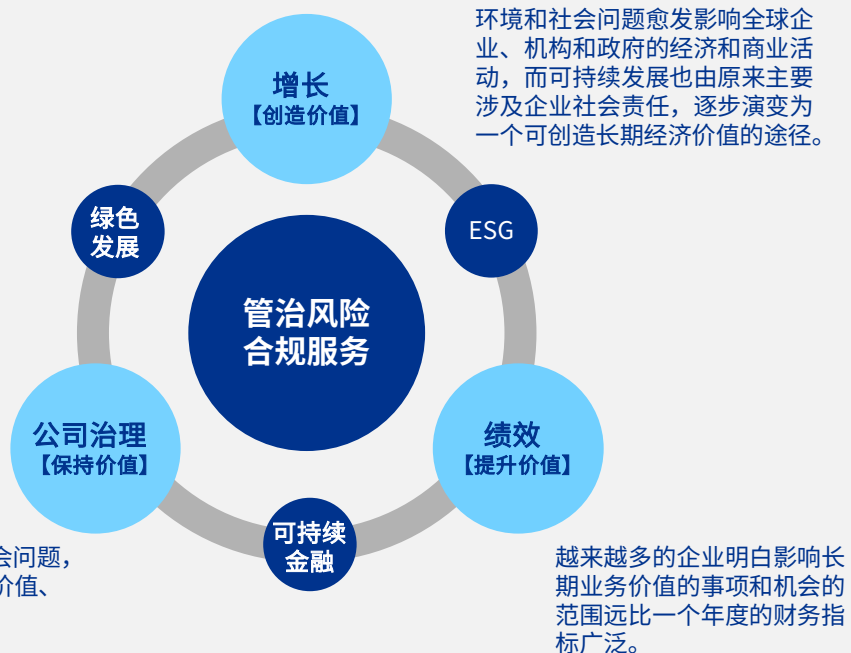 环境和社会问题愈发影响全球企
业、机构和政府的经济和商业活
动，而可持续发展也由原来主要
涉及企业社会责任，逐步演变为
一个可创造长期经济价值的途径。
增长
【创造价值】
绿色
发展
ESG
管治风险
合规服务
公司治理
【保持价值】
绩效
【提升价值】
可持续
金融
会问题，
价值、
越来越多的企业明白影响长
期业务价值的事项和机会的
范围远比一个年度的财务指
标广泛。